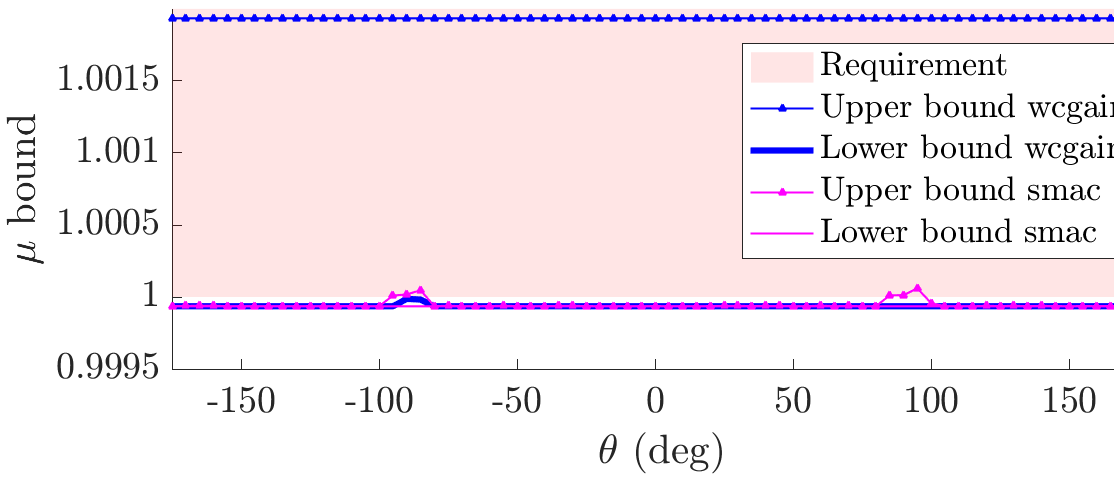 1.0015
1.001
1.0005
1
0.9995
μ bound
Requirement
Upper bound wcgain
Lower bound wcgain
Upper bound smac
Lower bound smac
-150 -100 -50 0 50 100 150
θ (deg)